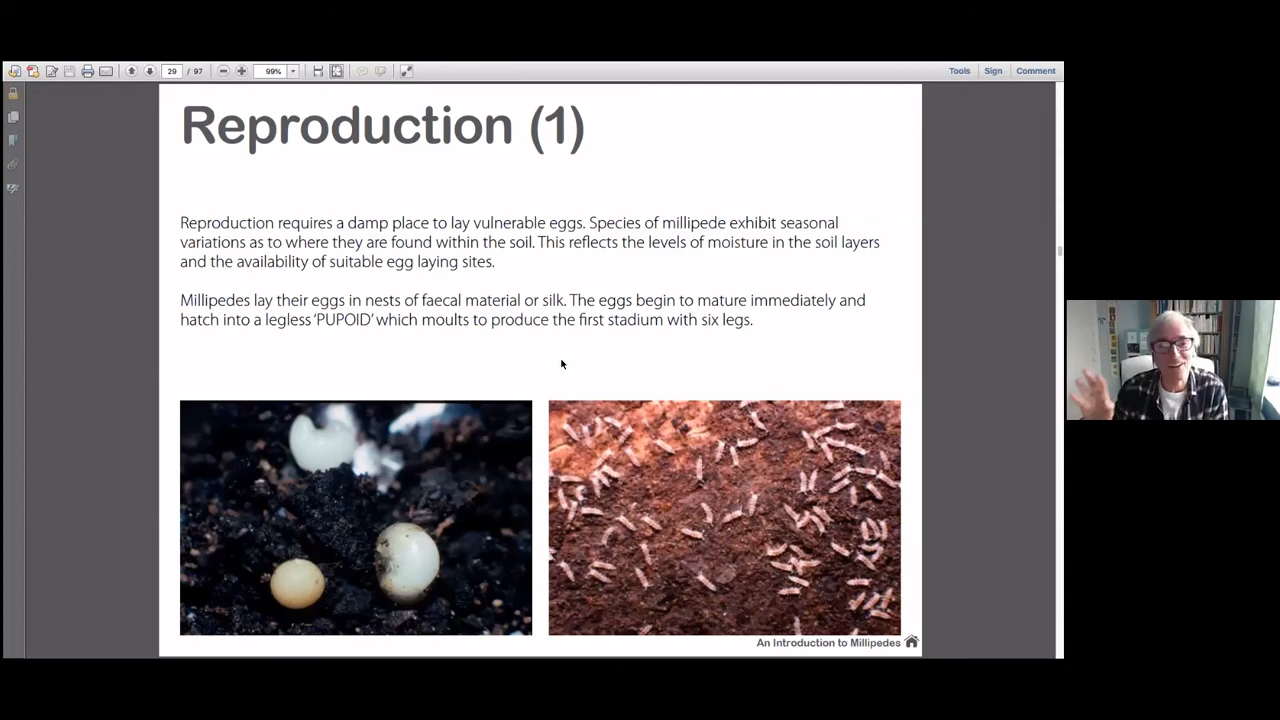 29 / 97
99%
Tools Sign Comment
Reproduction (1)
Reproduction requires a damp place to lay vulnerable eggs. Species of millipede exhibit seasonal
variations as to where they are found within the soil. This reflects the levels of moisture in the soil layers
and the availability of suitable egg laying sites.
Millipedes lay their eggs in nests of faecal material or silk. The eggs begin to mature immediately and
hatch into a legless ‘PUPOID’ which moults to produce the first stadium with six legs.
An Introduction to Millipedes